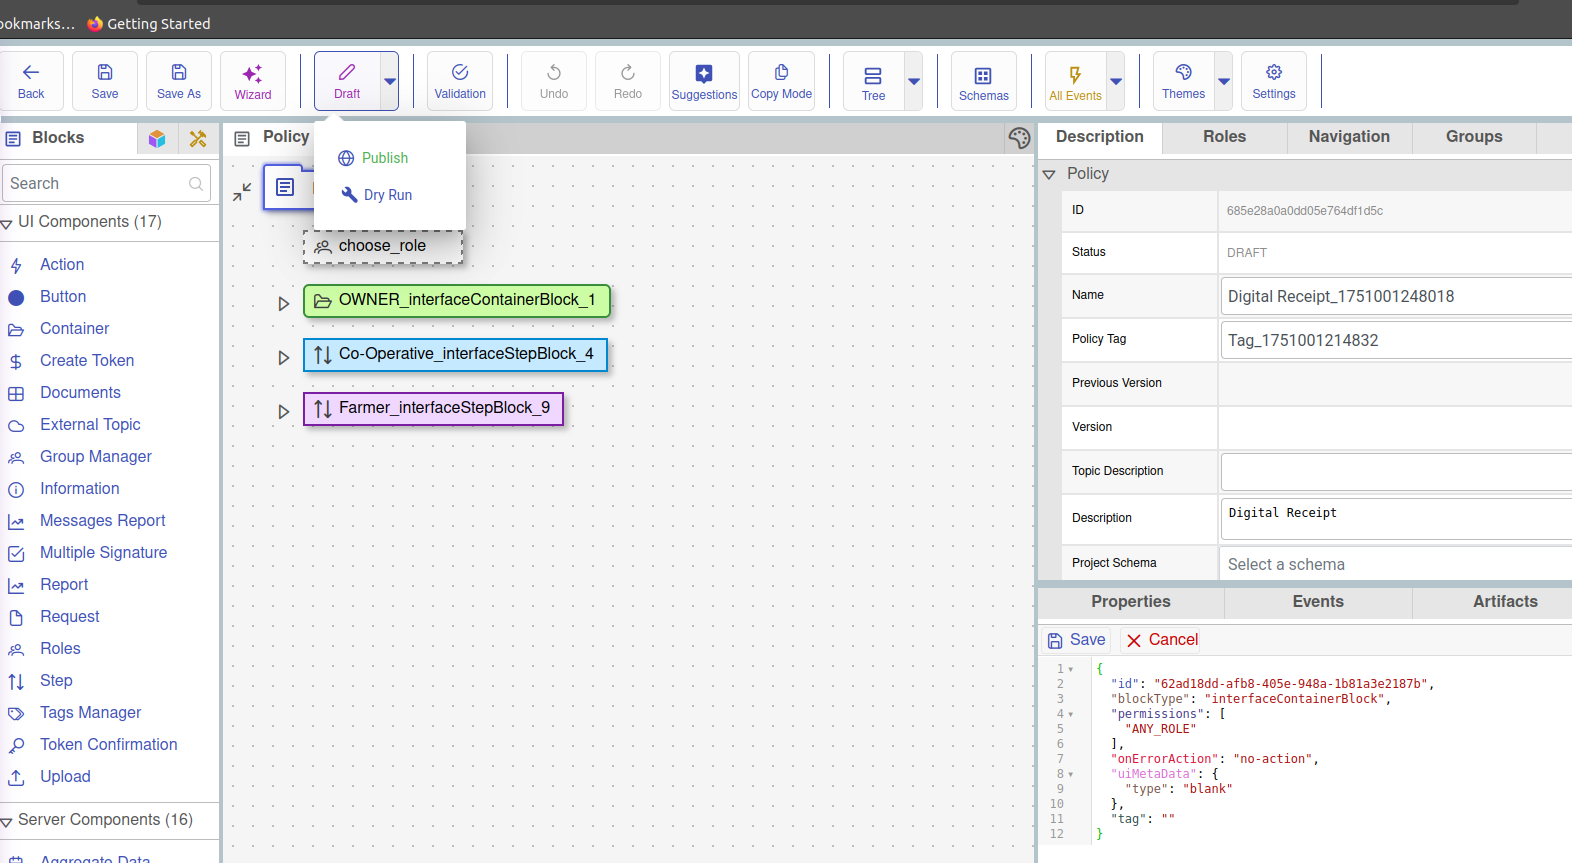 ookmarks...
Getting Started
Back
Save
Save As
Wizard
Draft
Validation
Undo
Redo
Suggestions
Copy Mode
Tree
Schemas
All Events
Themes
Settings
Blocks
Search
UI Components (17)
Action
Button
Container
Create Token
Documents
External Topic
Group Manager
Information
Messages Report
Multiple Signature
Report
Request
Roles
Step
Tags Manager
Token Confirmation
Upload
Server Components (16)
Aggregate Data
Policy
Publish
Dry Run
choose_role
OWNER_interfaceContainerBlock_1
Co-Operative_interfaceStepBlock_4
Farmer_interfaceStepBlock_9
Description
Roles
Navigation
Groups
Policy
ID
685e28a0a0dd05e764df1d5c
Status
DRAFT
Name
Digital Receipt_1751001248018
Policy Tag
Tag_1751001214832
Previous Version
Version
Topic Description
Description
Digital Receipt
Project Schema
Select a schema
Properties
Events
Artifacts
Save
Cancel
1 {
2 "id": "62ad18dd-afb8-405e-948a-1b81a3e2187b",
3 "blockType": "interfaceContainerBlock",
4 "permissions": [
5 "ANY_ROLE"
6 ],
7 "onErrorAction": "no-action",
8 "uiMetaData": {
9 "type": "blank"
10 },
11 "tag": ""
12 }